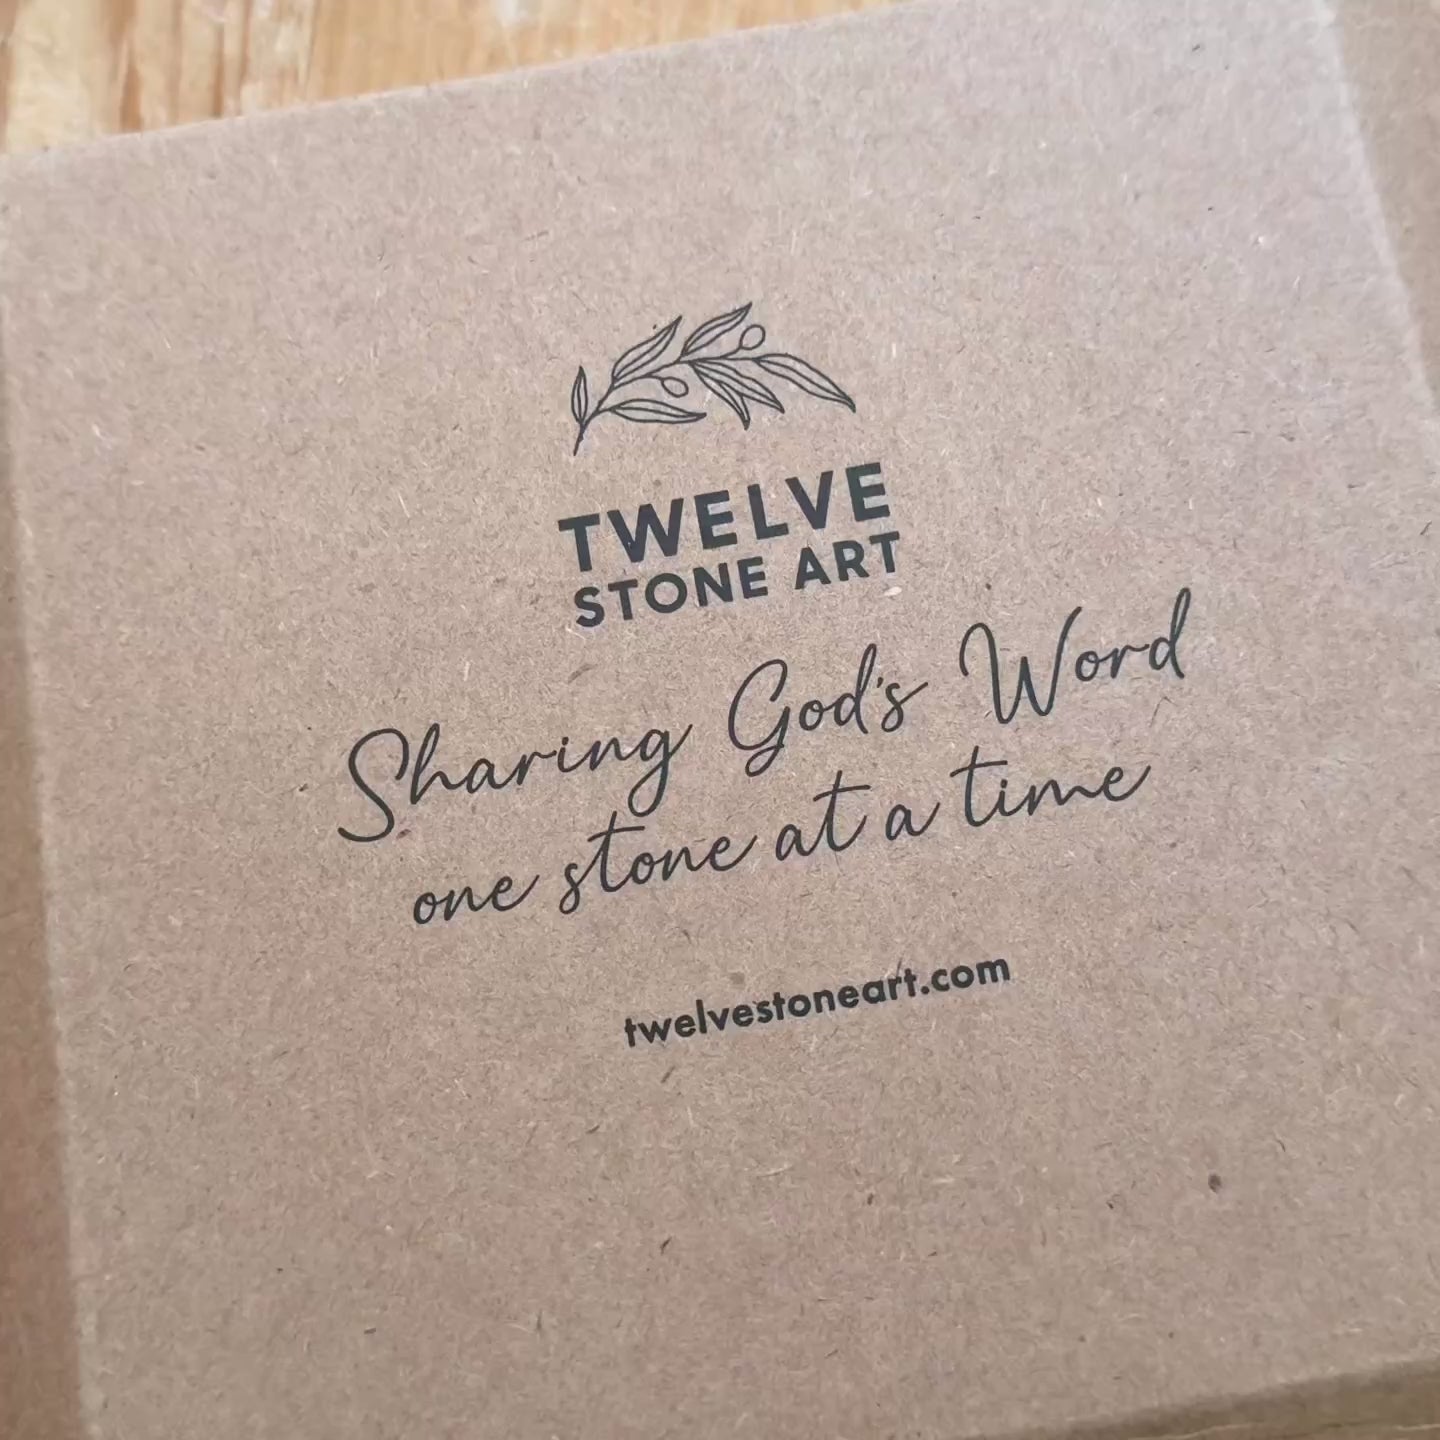 TWELVE
STONE ART
Sharing God's Word
one stone at a time
twelvestoneart.com